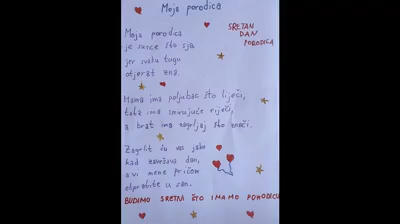 Moja porodica
SRETAN
DAN
PORODICA
Moja porodica
je sunce što sja
jer svaku tugu
otjerat zna.
Mama ima poljubac što liječi,
tata ima smirujuće riječi,
a brat ima zagrljaj što znači.
Zagrlit ću vas jako
kad završava dan,
a vi mene pričom
otpratite u san.
BUDIMO SRETNI ŠTO IMAMO PORODICU